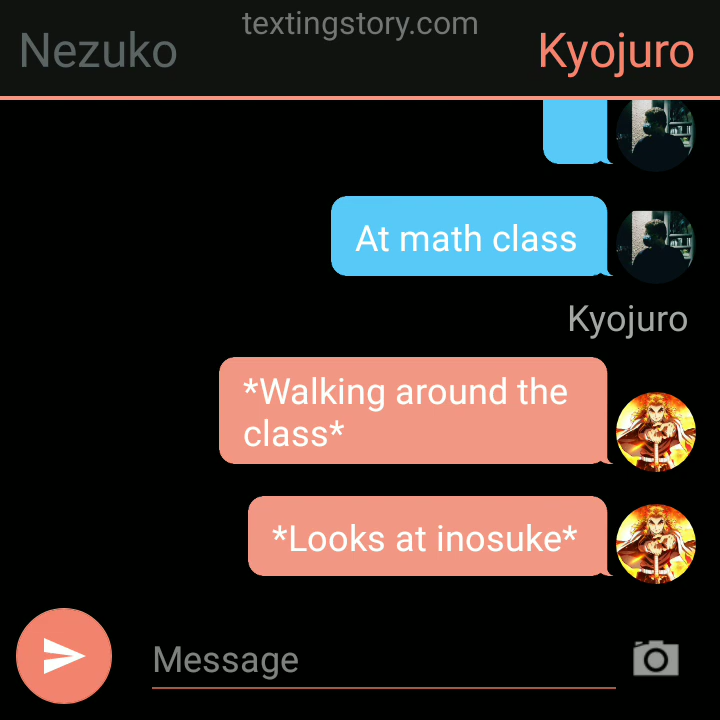 textingstory.com
Nezuko
Kyojuro
At math class
Kyojuro
*Walking around the
class*
*Looks at inosuke*
Message